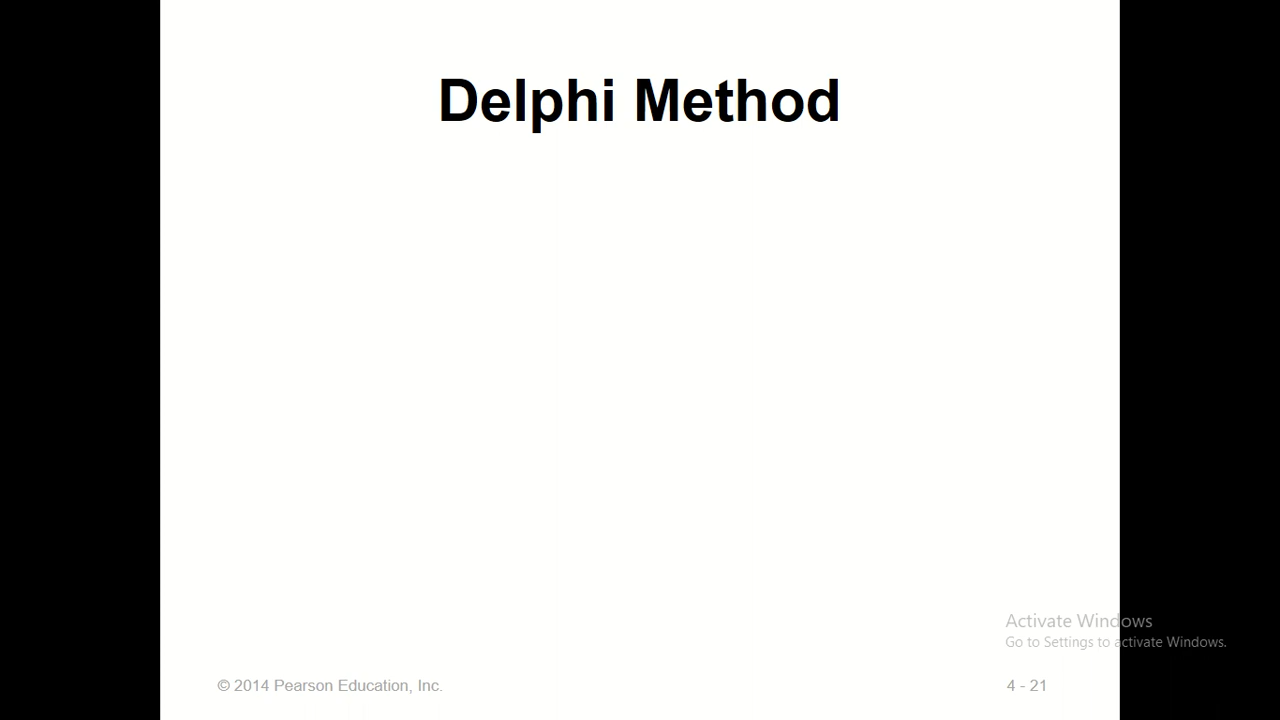 Delphi Method
Activate Windows
Go to Settings to activate Windows.
© 2014 Pearson Education, Inc.
4 - 21